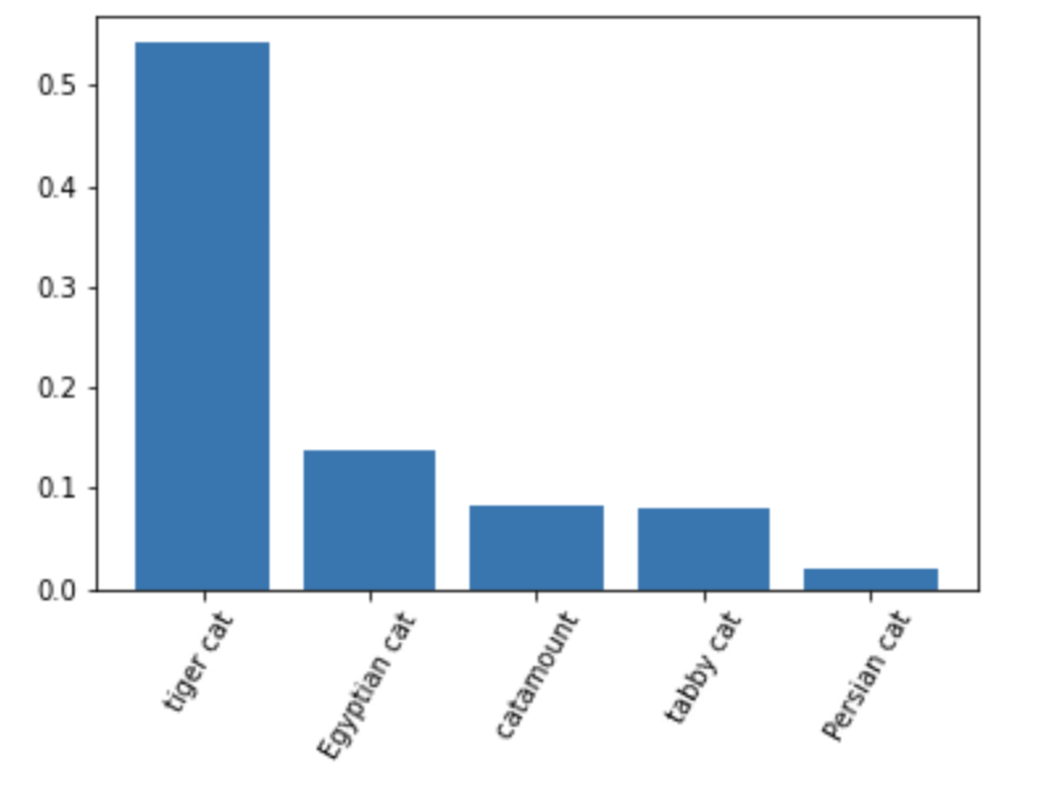 0.5
0.4
0.3
0.2
0.1
0.0
tiger cat
Egyptian cat
catamount
tabby cat
Persian cat